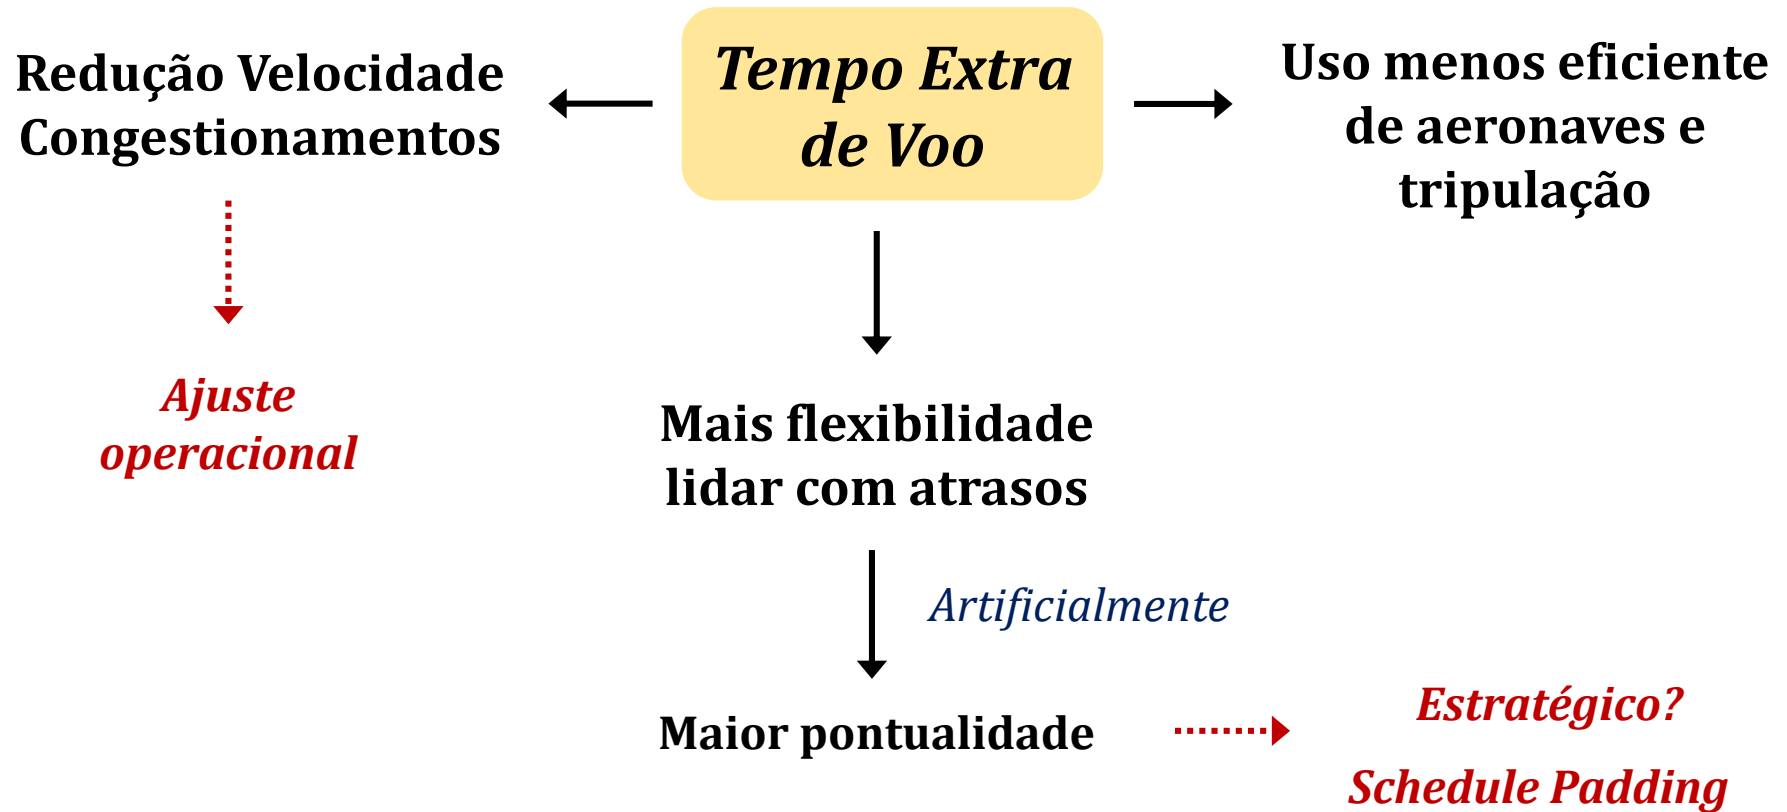 Redução Velocidade
Congestionamentos
Tempo Extra
de Voo
Uso menos eficiente
de aeronaves e
tripulação
Ajuste
operacional
Mais flexibilidade
lidar com atrasos
Artificialmente
Maior pontualidade
Estratégico?
Schedule Padding